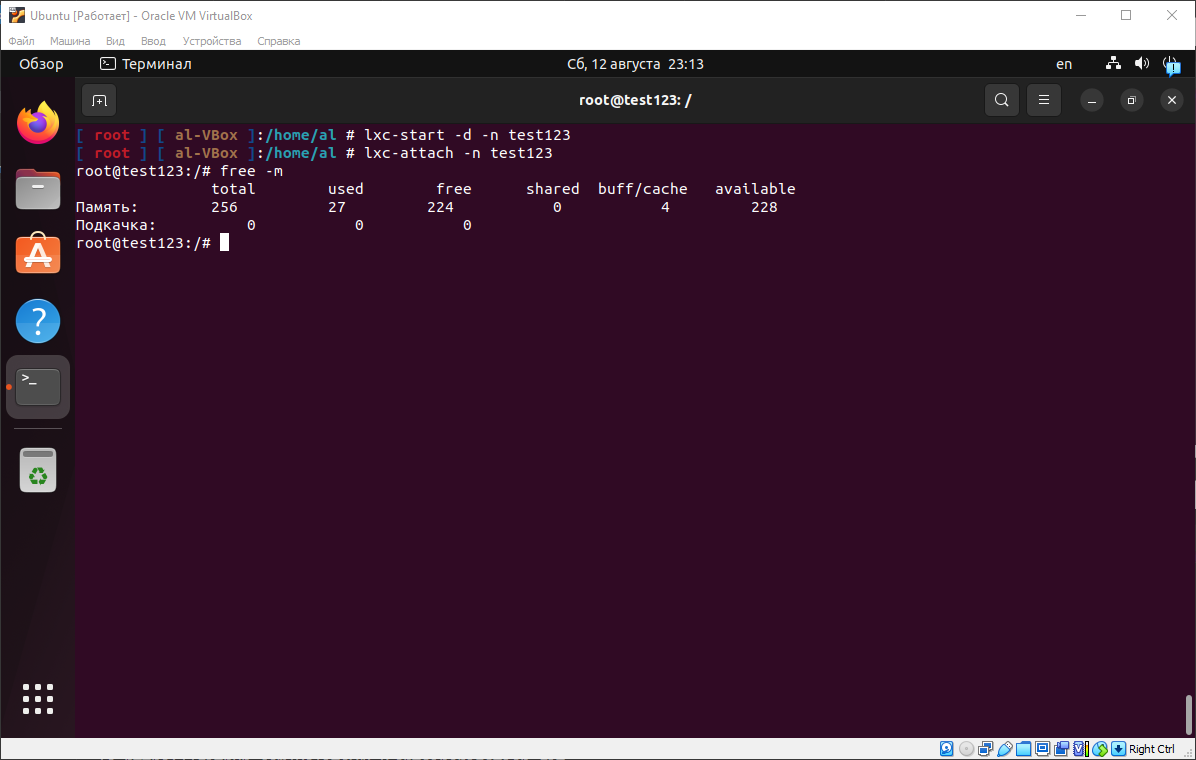 Ubuntu [Работает] - Oracle VM VirtualBox
Файл Машина Вид Ввод Устройства Справка
Обзор Терминал Сб, 12 августа 23:13 en
root@test123: /
[ root ] [ al-VBox ]:/home/al # lxc-start -d -n test123
[ root ] [ al-VBox ]:/home/al # lxc-attach -n test123
root@test123:/# free -m
total used free shared buff/cache available
Память: 256 27 224 0 4 228
Подкачка: 0 0 0
root@test123:/#
Right Ctrl